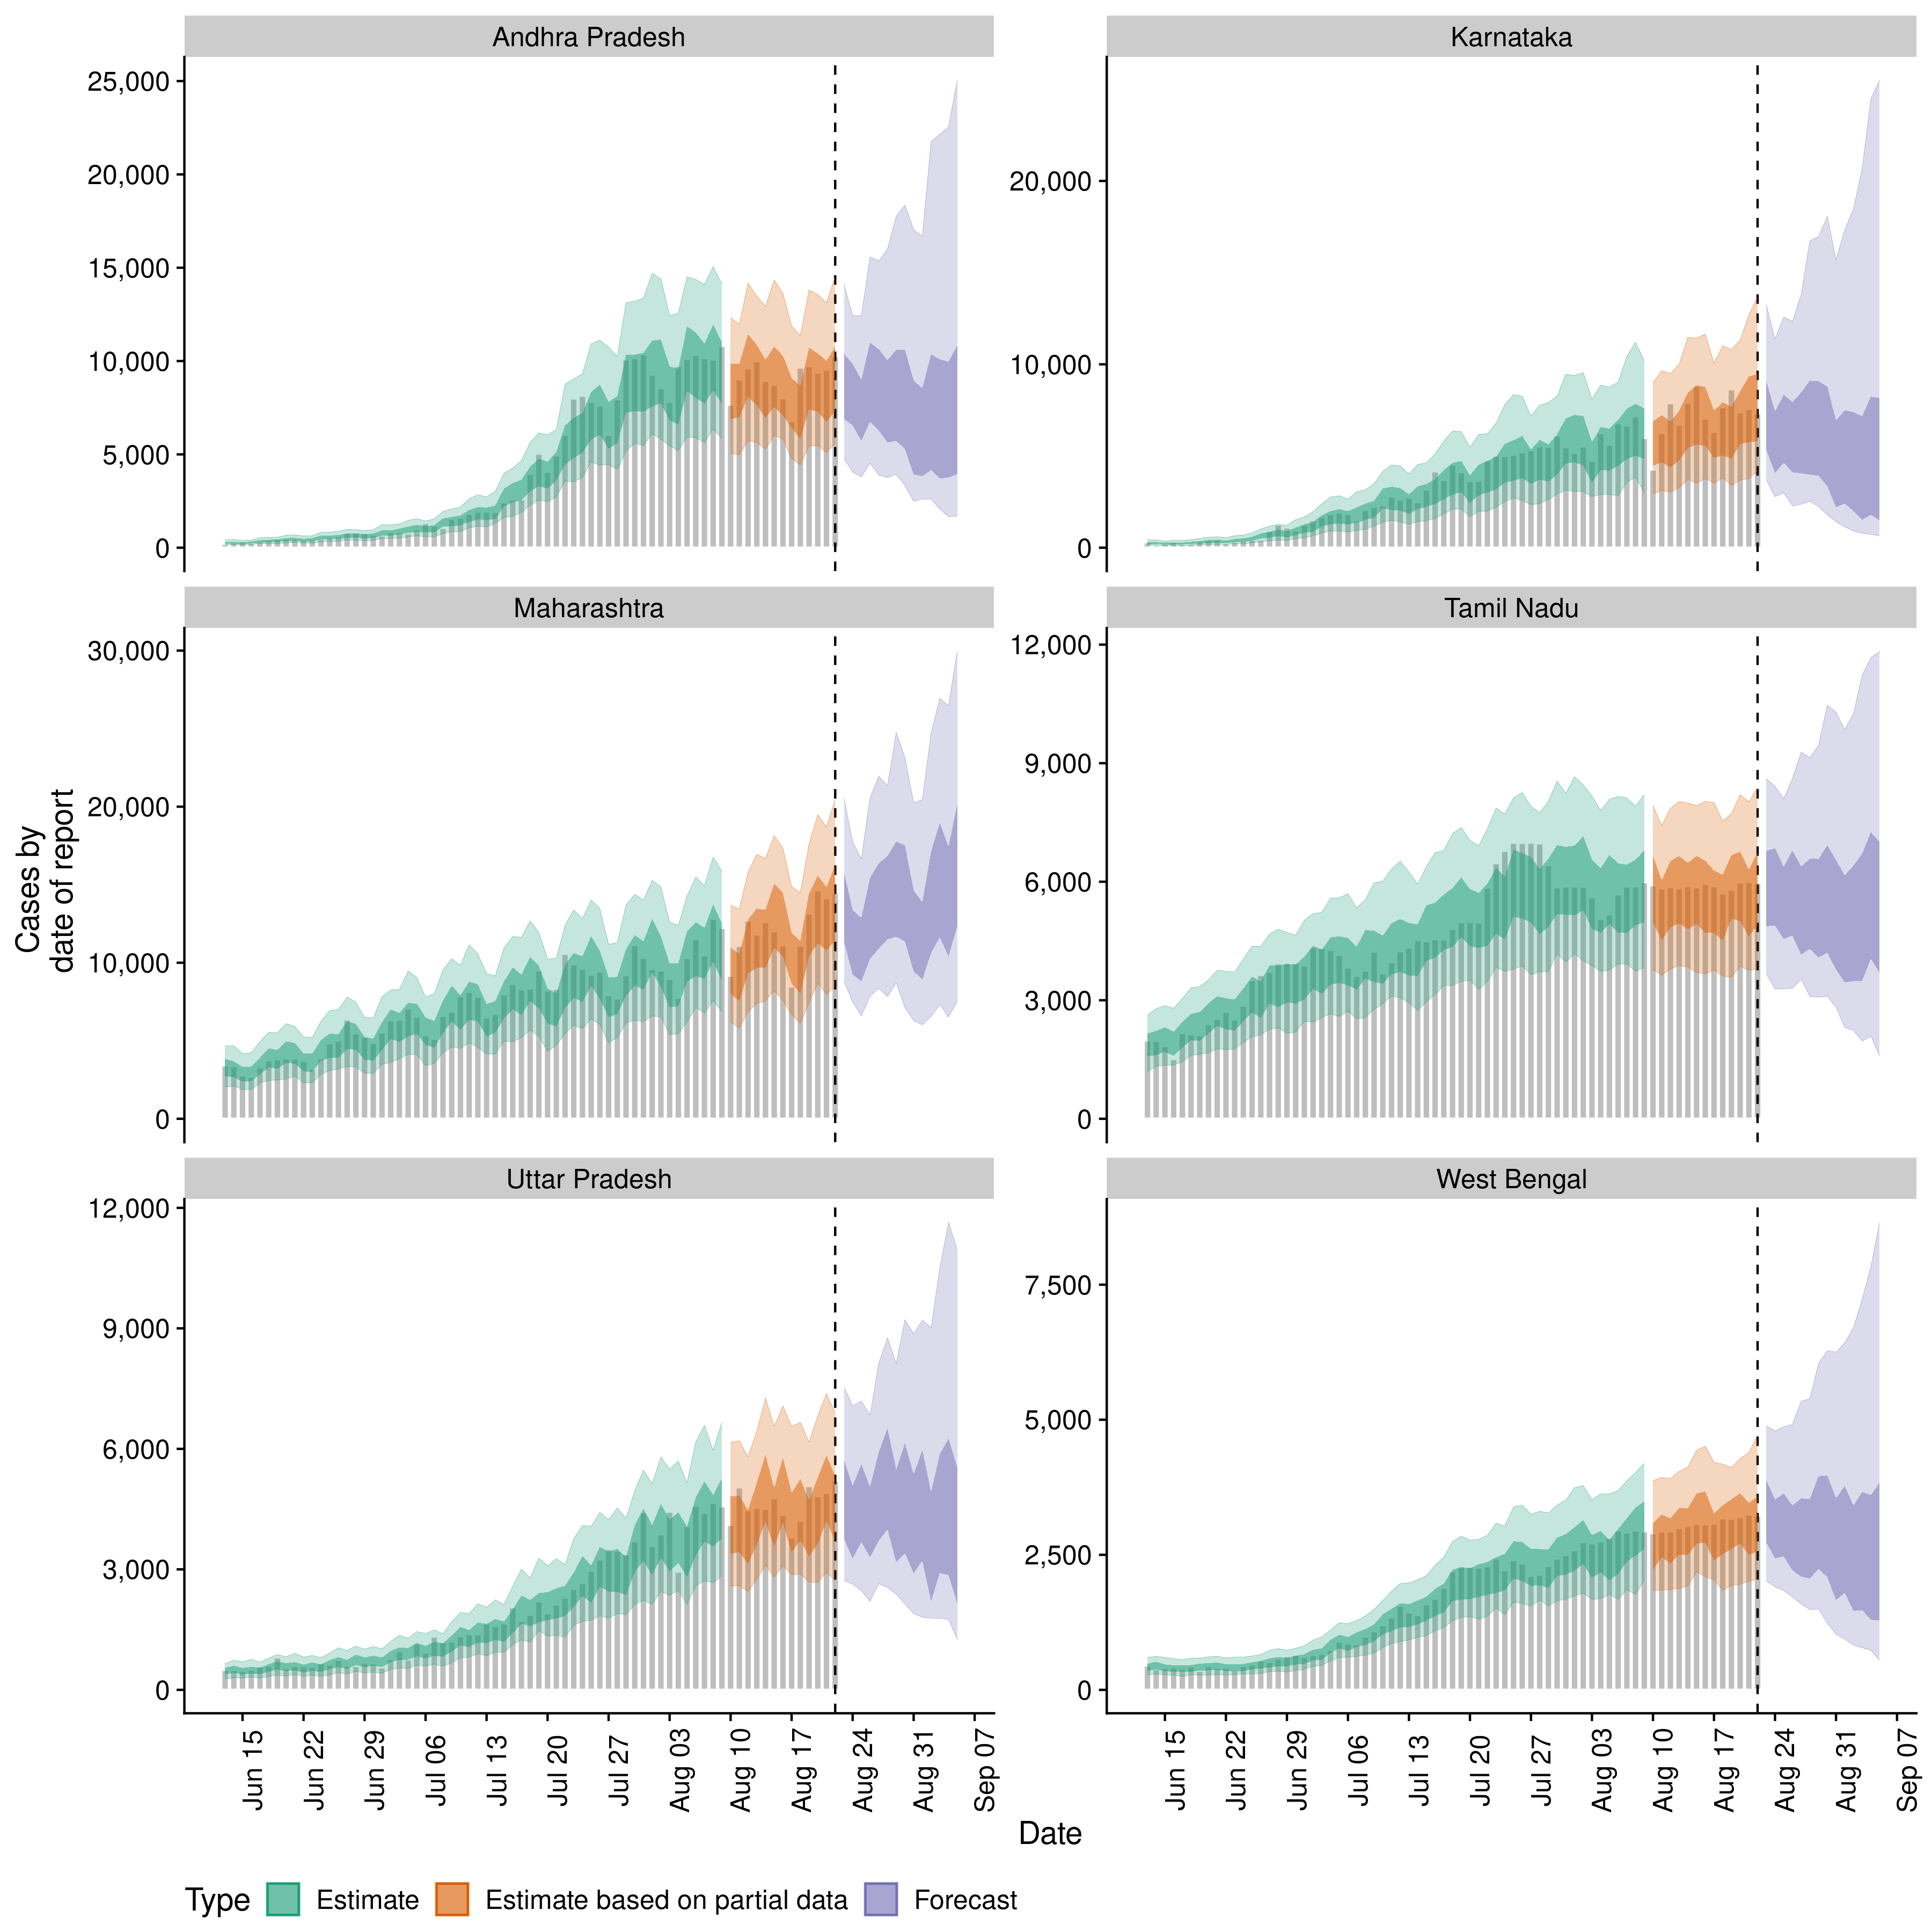 Andhra Pradesh
25,000
20,000
15,000
10,000
5,000
0
Karnataka
20,000
10,000
0
Maharashtra
30,000
20,000
10,000
0
Tamil Nadu
12,000
9,000
6,000
3,000
0
Uttar Pradesh
12,000
9,000
6,000
3,000
0
West Bengal
7,500
5,000
2,500
0
Cases by
date of report
Jun 15
Jun 22
Jun 29
Jul 06
Jul 13
Jul 20
Jul 27
Aug 03
Aug 10
Aug 17
Aug 24
Aug 31
Sep 07
Jun 15
Jun 22
Jun 29
Jul 06
Jul 13
Jul 20
Jul 27
Aug 03
Aug 10
Aug 17
Aug 24
Aug 31
Sep 07
Date
Type Estimate Estimate based on partial data Forecast